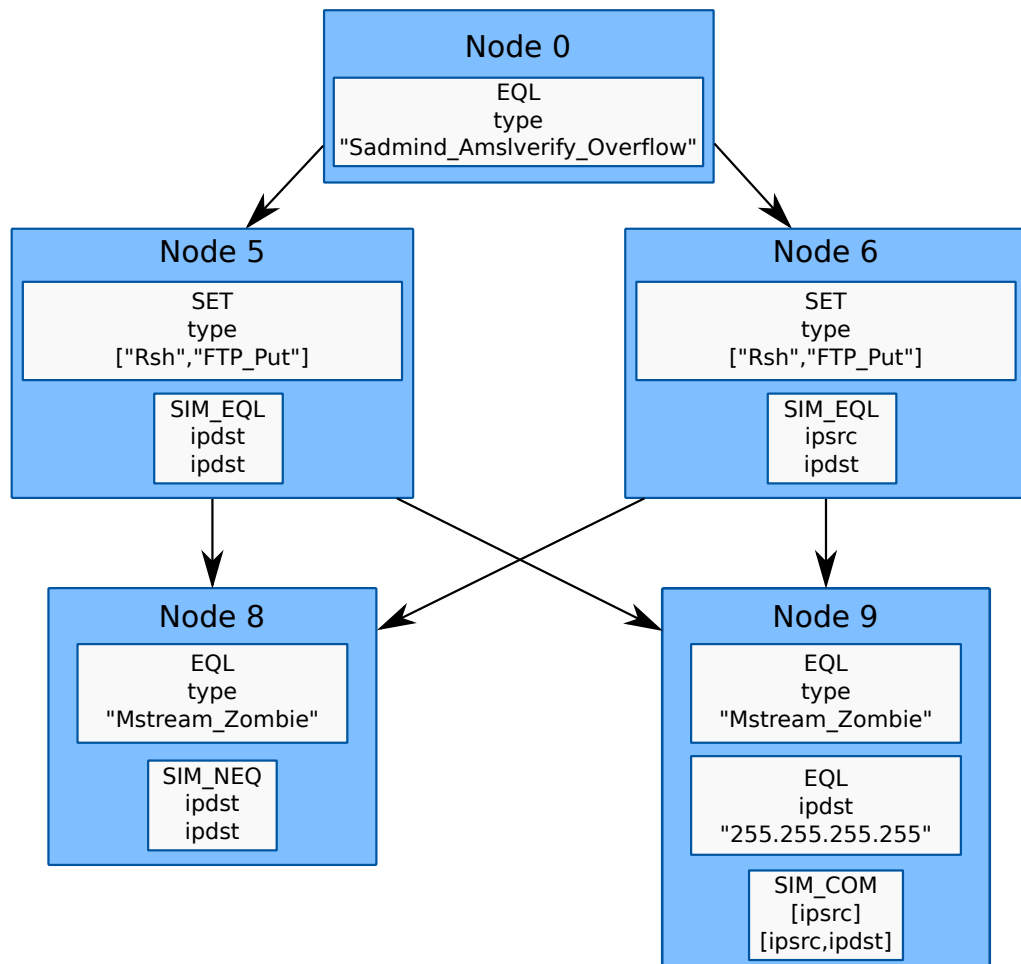 Node 0
EQL
type
"Sadmind_Amslverify_Overflow"
Node 5
SET
type
["Rsh","FTP_Put"]
SIM_EQL
ipdst
ipdst
Node 6
SET
type
["Rsh","FTP_Put"]
SIM_EQL
ipsrc
ipdst
Node 8
EQL
type
"Mstream_Zombie"
SIM_NEQ
ipdst
ipdst
Node 9
EQL
type
"Mstream_Zombie"
EQL
ipdst
"255.255.255.255"
SIM_COM
[ipsrc]
[ipsrc,ipdst]